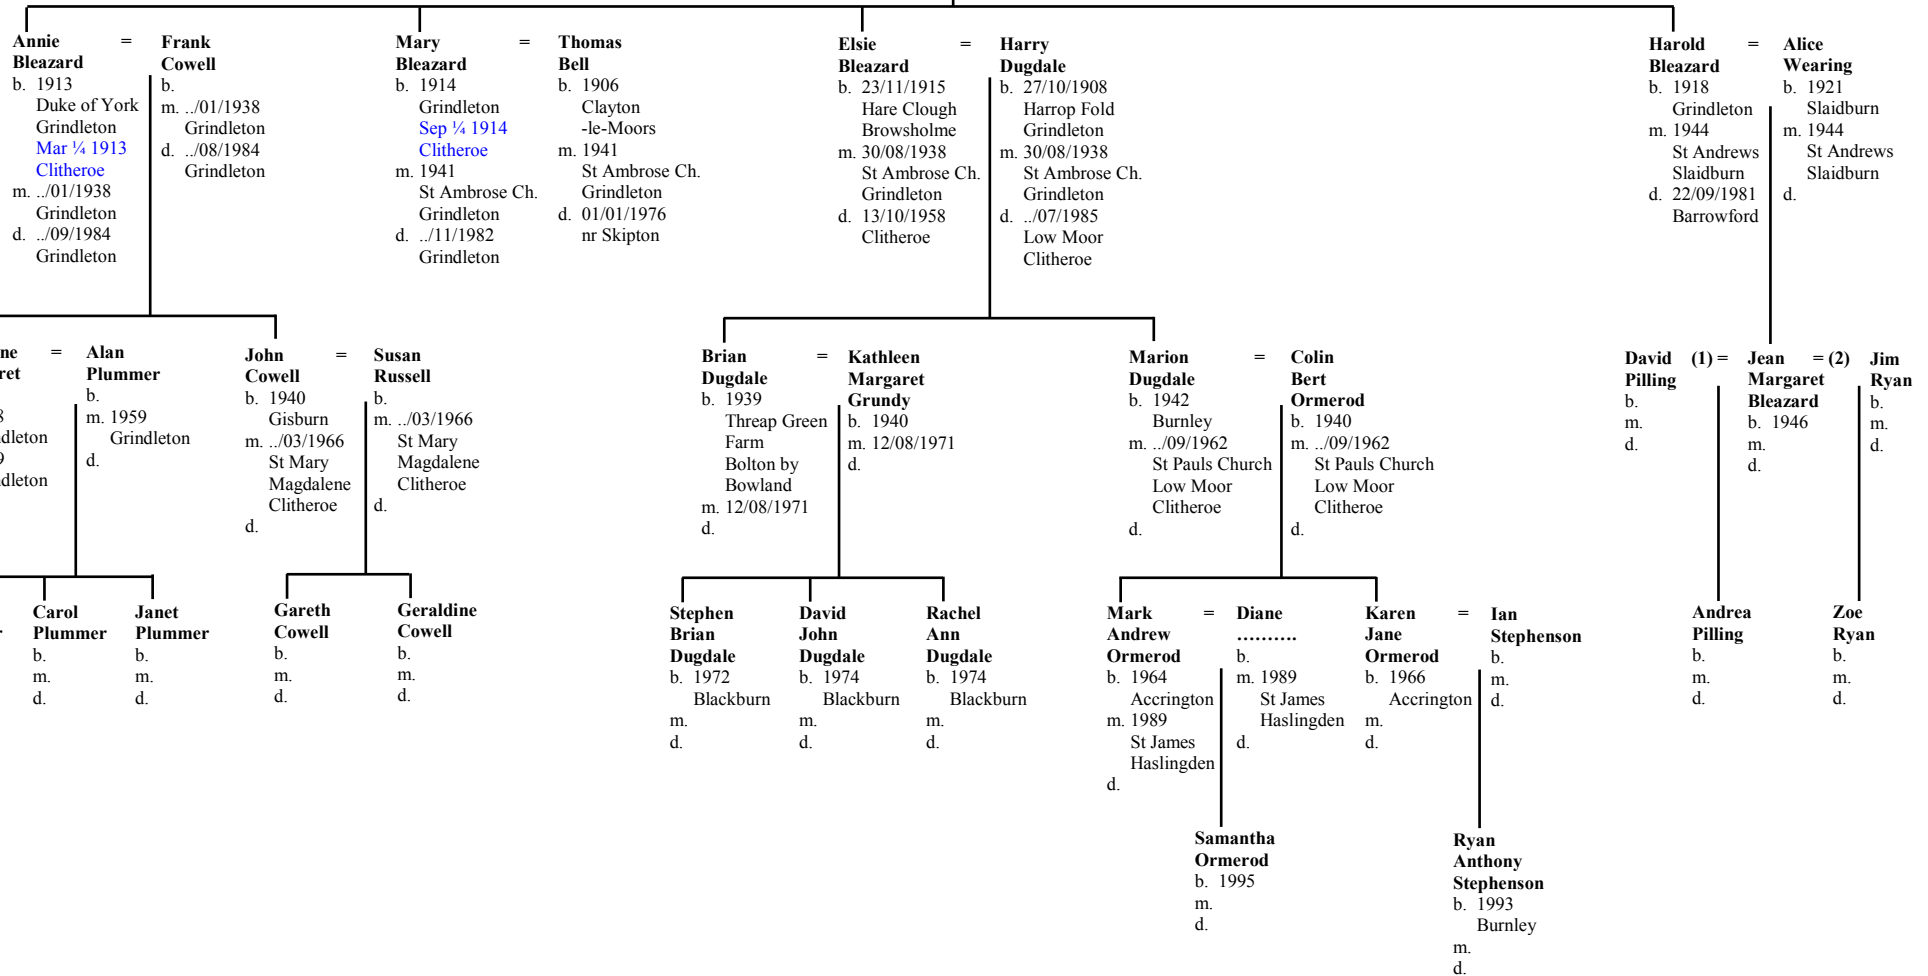 Annie = Frank
Bleazard Cowell
b. 1913
Duke of York
Grindleton
Mar ¼ 1913
Clitheroe
m. ../01/1938
Grindleton
d. ../09/1984
Grindleton
b.
m. ../01/1938
Grindleton
d. ../08/1984
Grindleton
Mary = Thomas
Bleazard Bell
b. 1914
Grindleton
Sep ¼ 1914
Clitheroe
m. 1941
St Ambrose Ch.
Grindleton
d. ../11/1982
Grindleton
b. 1906
Clayton
-le-Moors
m. 1941
St Ambrose Ch.
Grindleton
d. 01/01/1976
nr Skipton
Elsie = Harry
Bleazard Dugdale
b. 23/11/1915
Hare Clough
Browsholme
m. 30/08/1938
St Ambrose Ch.
Grindleton
d. 13/10/1958
Clitheroe
b. 27/10/1908
Harrop Fold
Grindleton
m. 30/08/1938
St Ambrose Ch.
Grindleton
d. ../07/1985
Low Moor
Clitheroe
Harold = Alice
Bleazard Wearing
b. 1918
Grindleton
m. 1944
St Andrews
Slaidburn
d. 22/09/1981
Barrowford
b. 1921
Slaidburn
m. 1944
St Andrews
Slaidburn
d.
ne = Alan
ret Plummer
8
dleton
9
dleton
b.
m. 1959
Grindleton
d.
John = Susan
Cowell Russell
b. 1940
Gisburn
m. ../03/1966
St Mary
Magdalene
Clitheroe
d.
b.
m. ../03/1966
St Mary
Magdalene
Clitheroe
d.
Brian = Kathleen
Dugdale Margaret
Grundy
b. 1939
Threap Green
Farm
Bolton by
Bowland
m. 12/08/1971
d.
b. 1940
m. 12/08/1971
d.
Marion = Colin
Dugdale Bert
Ormerod
b. 1942
Burnley
m. ../09/1962
St Pauls Church
Low Moor
Clitheroe
d.
b. 1940
m. ../09/1962
St Pauls Church
Low Moor
Clitheroe
d.
David (1) = Jean = (2) Jim
Pilling Margaret Ryan
Bleazard
b.
m.
d.
b. 1946
m.
d.
b.
m.
d.
Carol
Plummer
b.
m.
d.
Janet
Plummer
b.
m.
d.
Gareth
Cowell
b.
m.
d.
Geraldine
Cowell
b.
m.
d.
Stephen
Brian
Dugdale
b. 1972
Blackburn
m.
d.
David
John
Dugdale
b. 1974
Blackburn
m.
d.
Rachel
Ann
Dugdale
b. 1974
Blackburn
m.
d.
Mark = Diane
Andrew ..........
Ormerod
b. 1964
Accrington
m. 1989
St James
Haslingden
d.
b.
m. 1989
St James
Haslingden
d.
Karen = Ian
Jane Stephenson
Ormerod
b. 1966
Accrington
m.
d.
b.
m.
d.
Andrea
Pilling
b.
m.
d.
Zoe
Ryan
b.
m.
d.
Samantha
Ormerod
b. 1995
m.
d.
Ryan
Anthony
Stephenson
b. 1993
Burnley
m.
d.